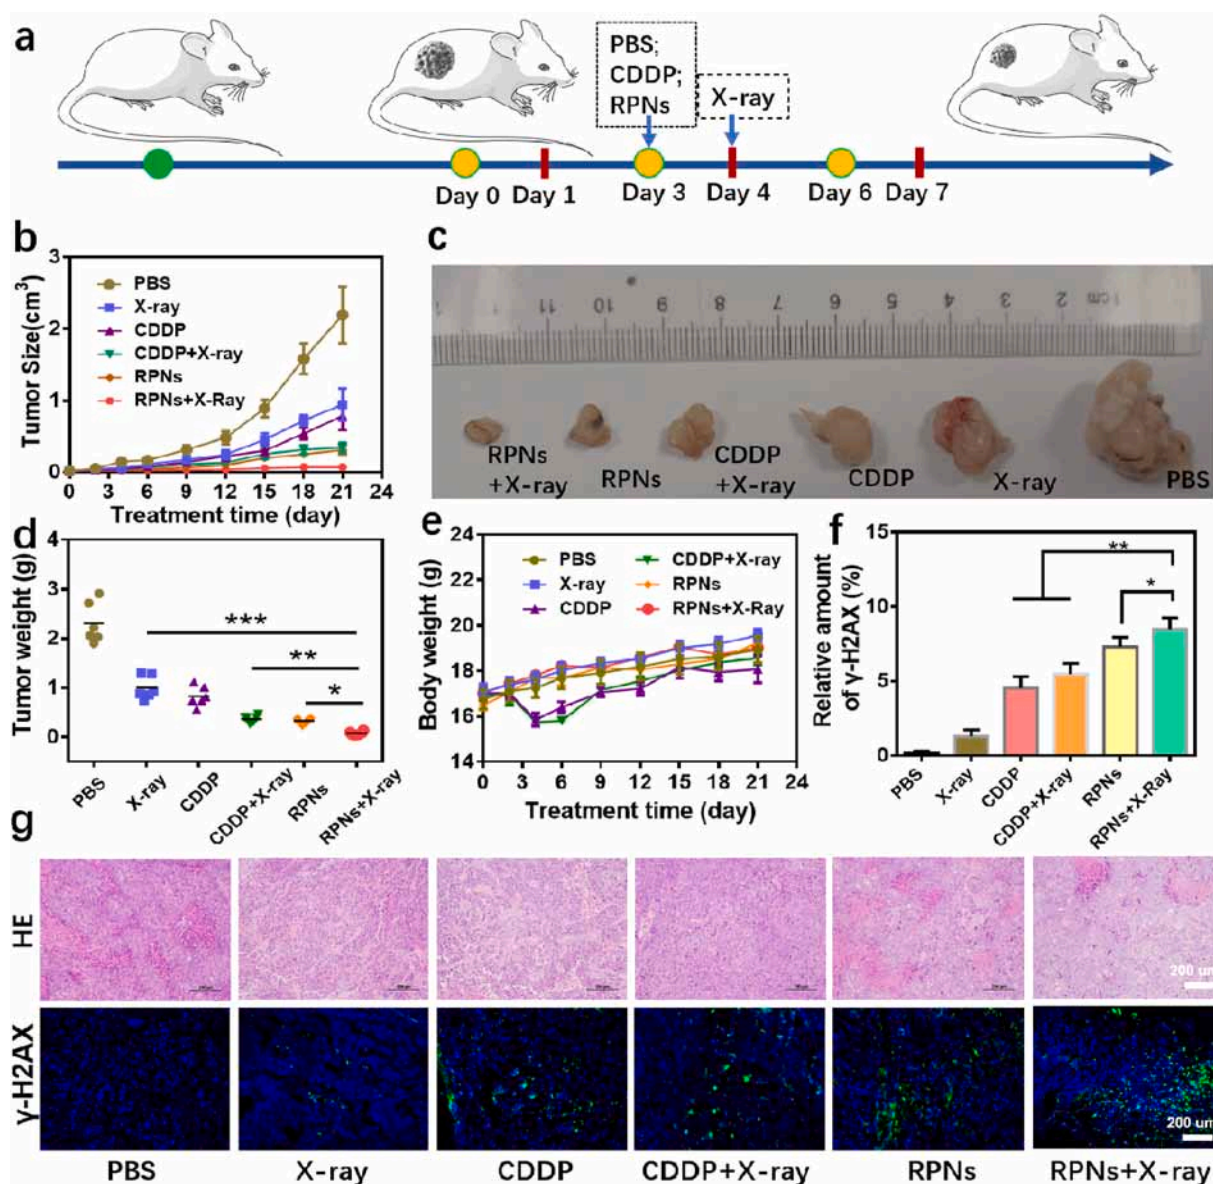 a
PBS;
CDDP;
RPNs
X-ray
Day 0
Day 1
Day 3
Day 4
Day 6
Day 7
b
Tumor Size(cm³)
3
2
1
0
PBS
X-ray
CDDP
CDDP+X-ray
RPNs
RPNs+X-Ray
0 3 6 9 12 15 18 21 24
Treatment time (day)
c
11 10 9 8 7 6 5 4 3 2 1cm
RPNs
+X-ray
RPNs
CDDP
+X-ray
CDDP
X-ray
PBS
d
Tumor weight (g)
4
3
2
1
0
***
**
*
PBS
X-ray
CDDP
CDDP+X-ray
RPNs
RPNs+X-ray
e
Body weight (g)
24
22
20
18
16
14
PBS
X-ray
CDDP
CDDP+X-ray
RPNs
RPNs+X-Ray
0 3 6 9 12 15 18 21 24
Treatment time (day)
f
Relative amount
of γ-H2AX (%)
15
10
5
0
**
*
PBS
X-ray
CDDP
CDDP+X-ray
RPNs
RPNs+X-Ray
g
HE
200 um
γ-H2AX
200 um
PBS
X-ray
CDDP
CDDP+X-ray
RPNs
RPNs+X-ray